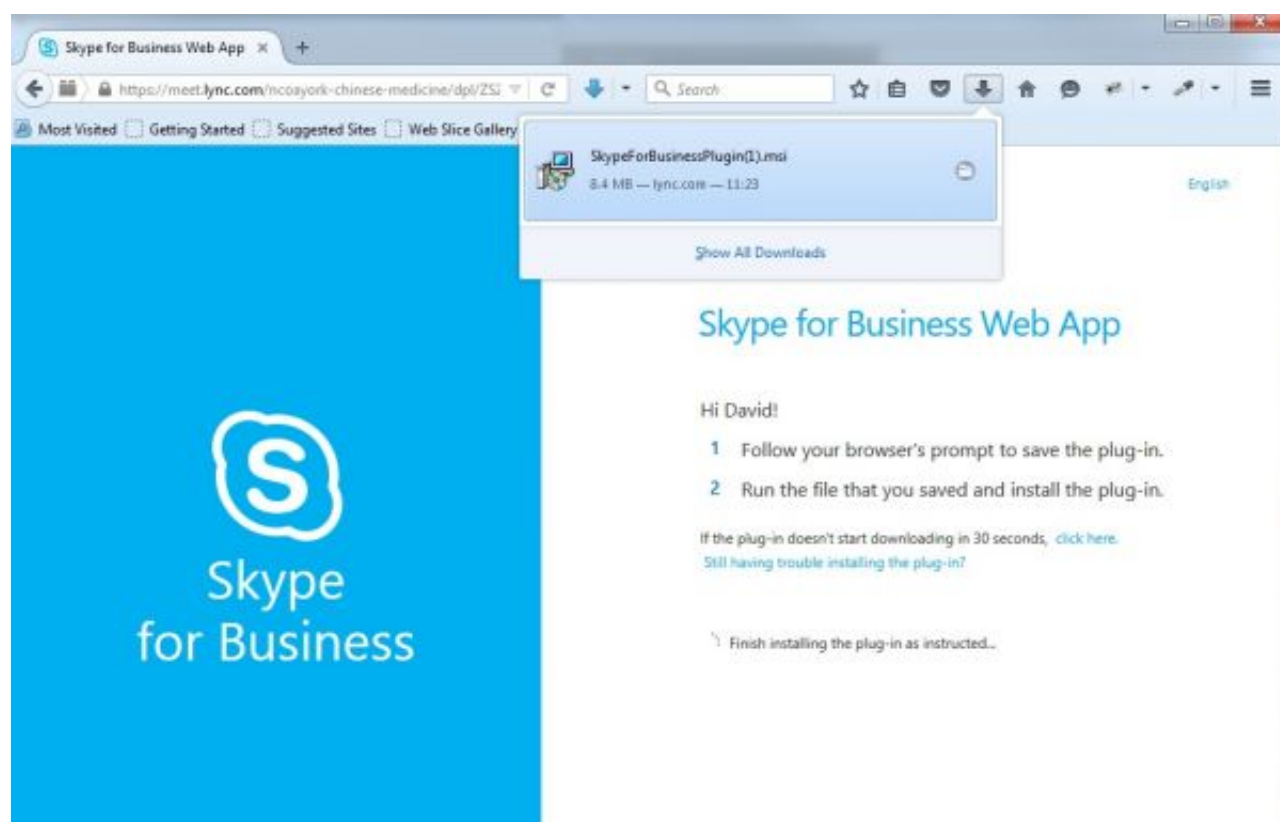 Skype for Business Web App
https://meet.lync.com/ncoayork-chinese-medicine/dpl/
Search
Most Visited Getting Started Suggested Sites Web Slice Gallery
SkypeForBusinessPlugin(1).msi
8.4 MB — lync.com — 11:23
Show All Downloads
English
Skype for Business Web App
Hi David!
1 Follow your browser's prompt to save the plug-in.
2 Run the file that you saved and install the plug-in.
If the plug-in doesn't start downloading in 30 seconds, click here.
Still having trouble installing the plug-in?
Finish installing the plug-in as instructed...
S
Skype
for Business